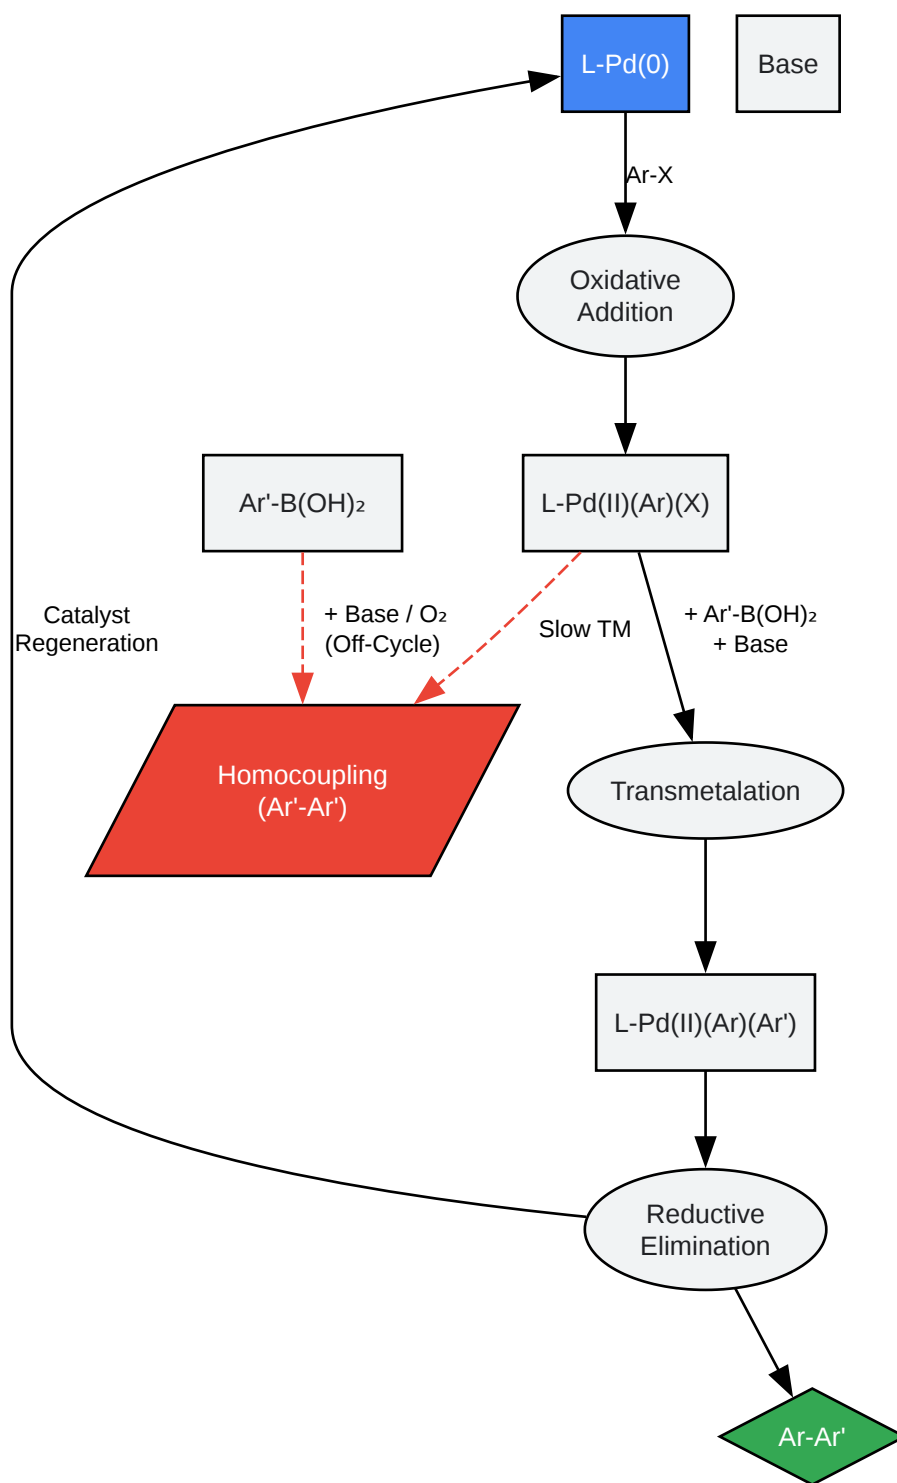 L-Pd(0)
Base
Ar-X
Oxidative
Addition
Ar'-B(OH)₂
L-Pd(II)(Ar)(X)
Catalyst
Regeneration
+ Base / O₂
(Off-Cycle)
Slow TM
+ Ar'-B(OH)₂
+ Base
Homocoupling
(Ar'-Ar')
Transmetalation
L-Pd(II)(Ar)(Ar')
Reductive
Elimination
Ar-Ar'